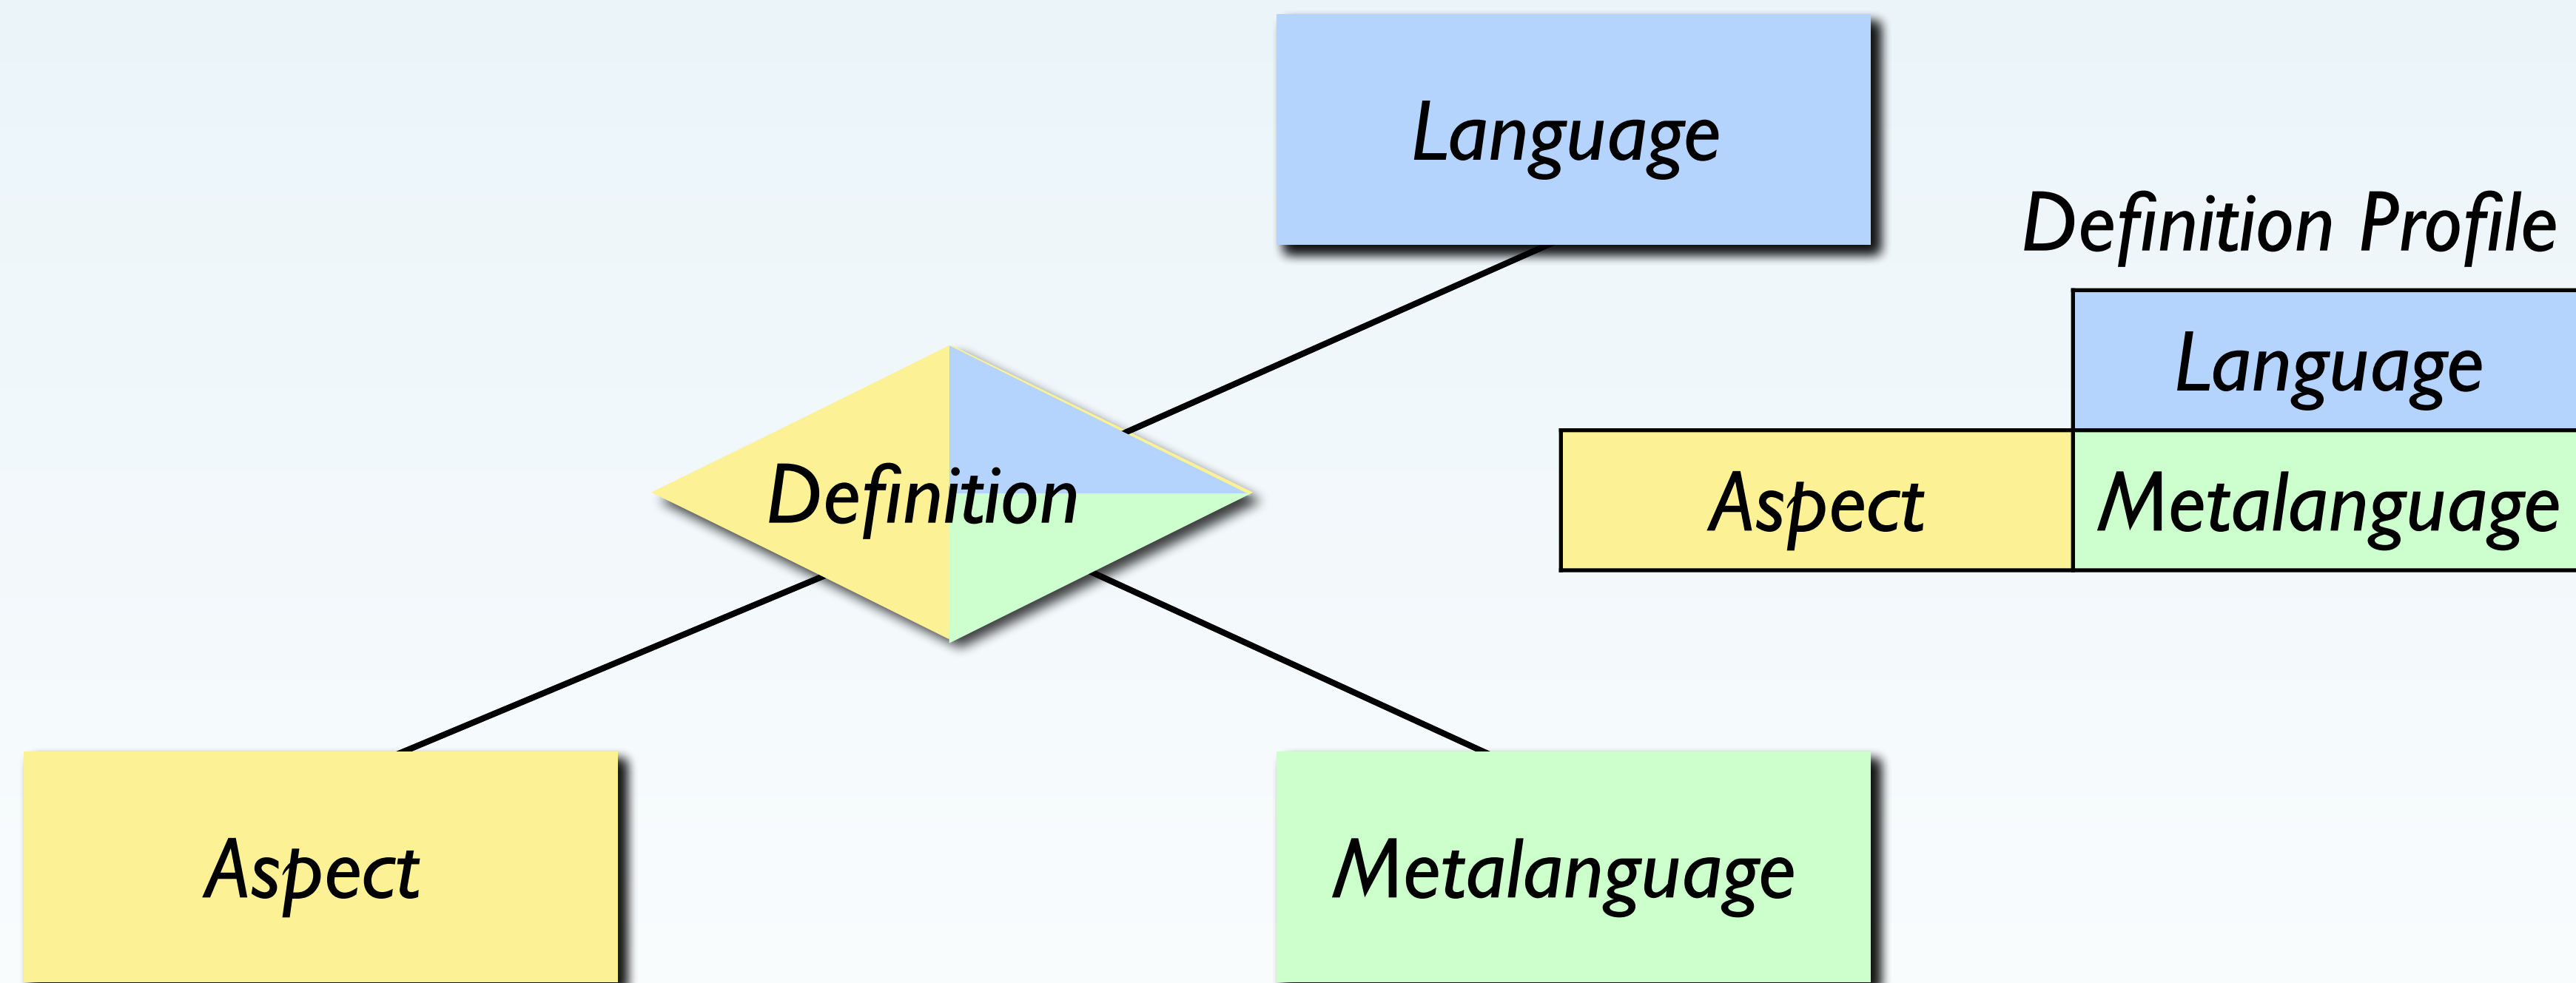 Language
Definition Profile
Language
Definition
Aspect
Metalanguage
Aspect
Metalanguage